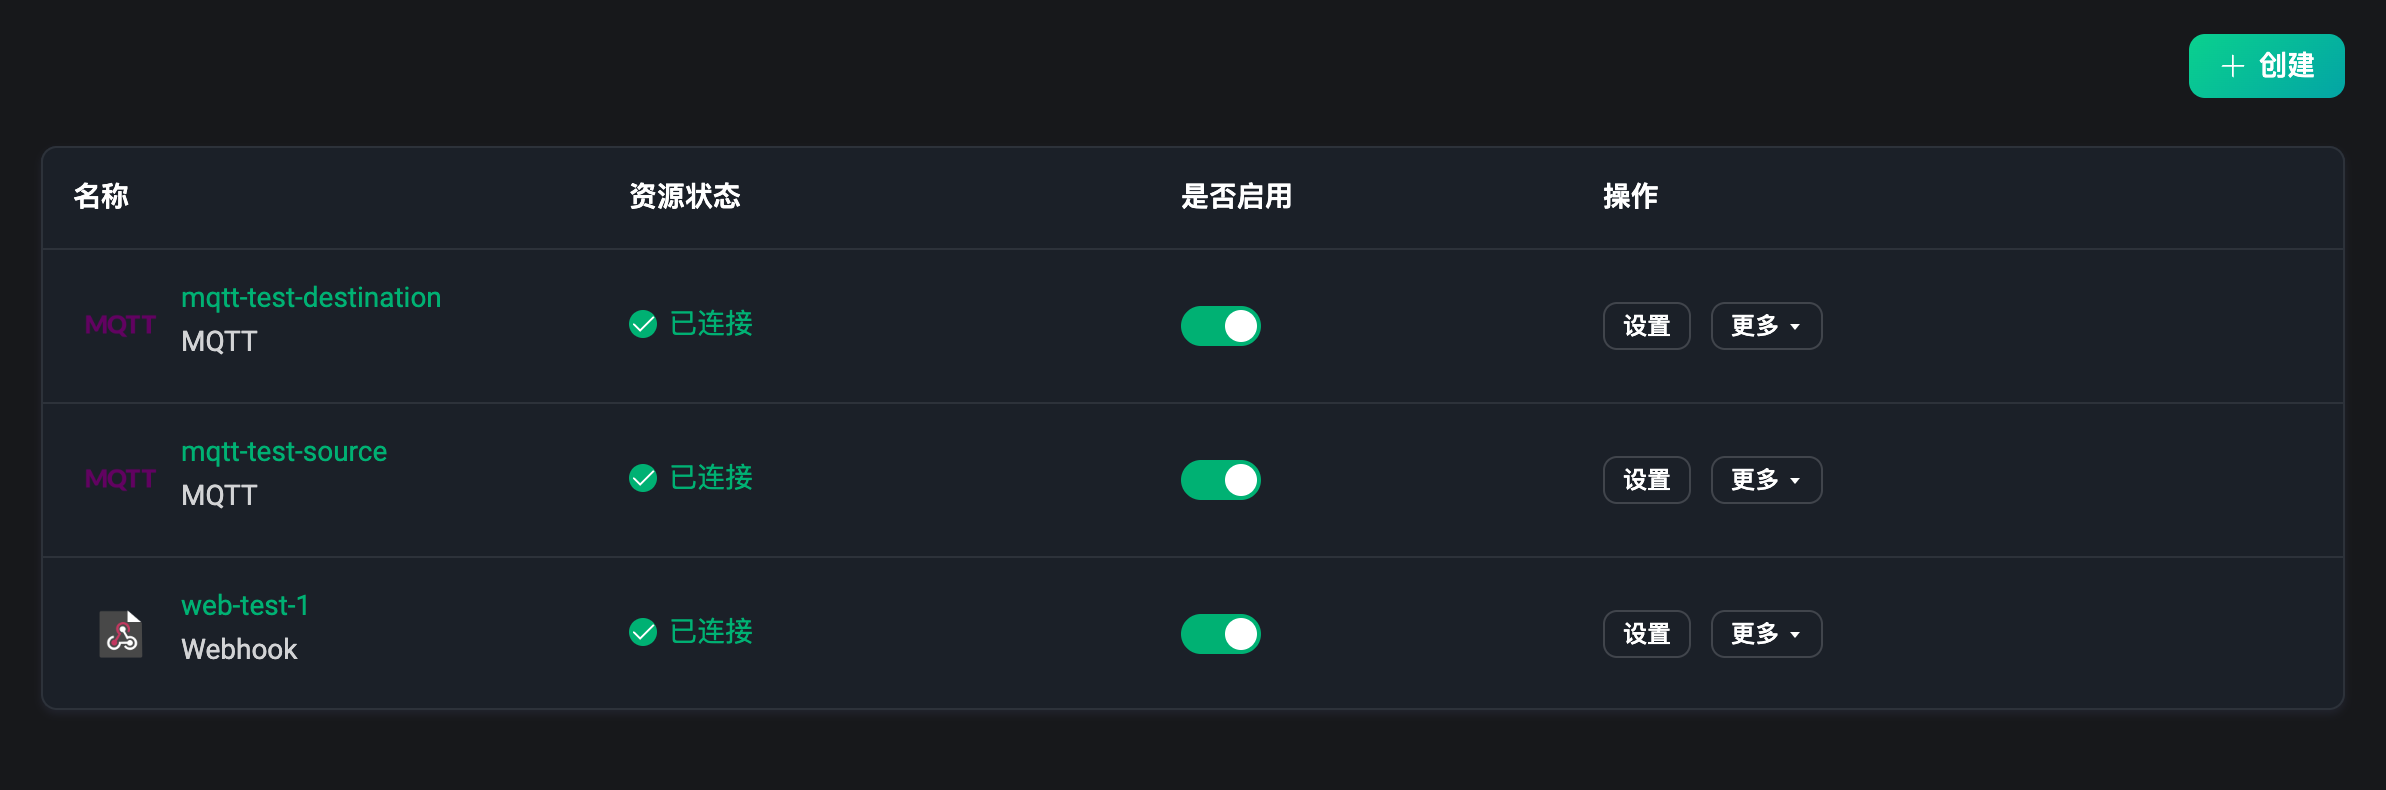 创建
名称 资源状态 是否启用 操作
MQTT mqtt-test-destination
MQTT
已连接 设置 更多
MQTT mqtt-test-source
MQTT
已连接 设置 更多
web-test-1
Webhook
已连接 设置 更多